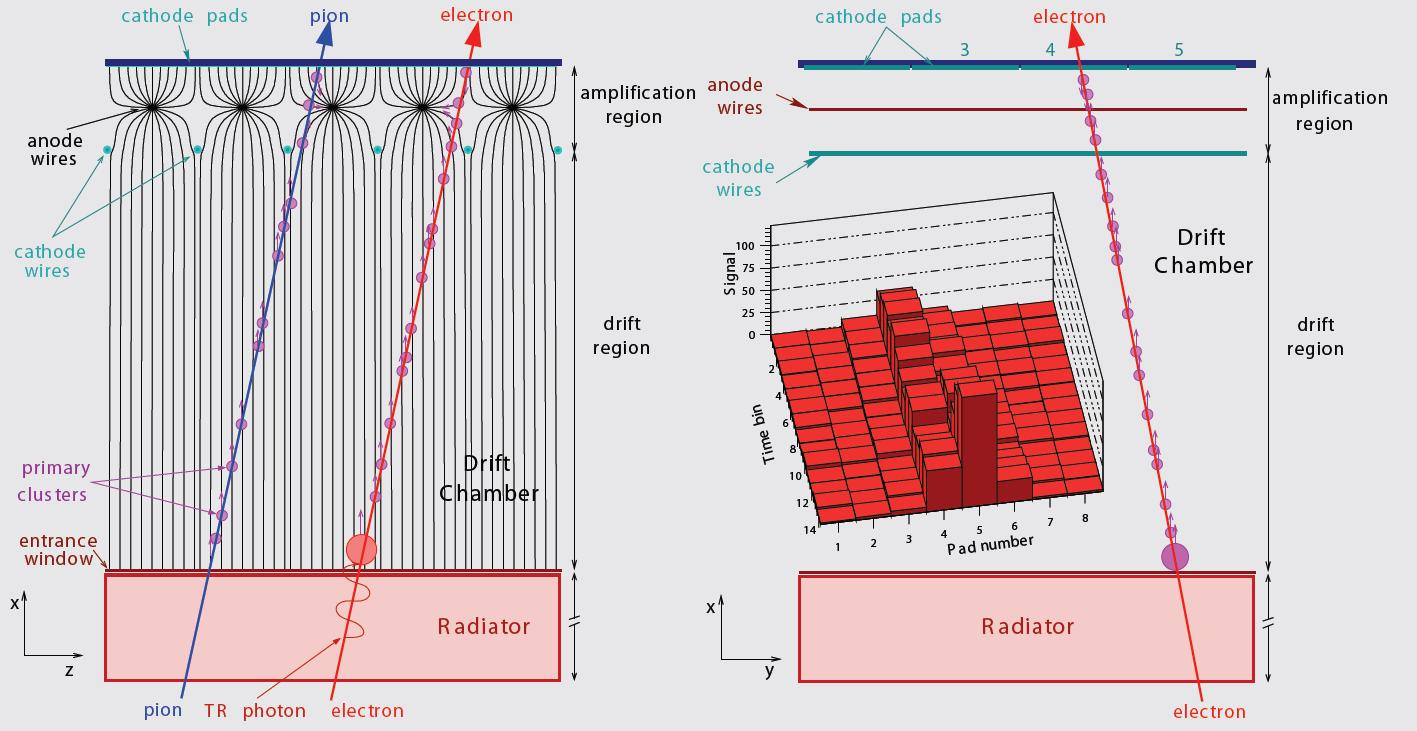 cathode pads
pion
electron
amplification
region
anode
wires
cathode
wires
drift
region
primary
clusters
Drift
Chamber
entrance
window
x
z
Radiator
pion
TR photon
electron
cathode pads
electron
3
4
5
anode
wires
amplification
region
cathode
wires
Drift
Chamber
drift
region
Signal
100
75
50
25
0
Time bin
2
4
6
8
10
12
14
1
2
3
4
5
6
7
8
Pad number
x
y
Radiator
electron